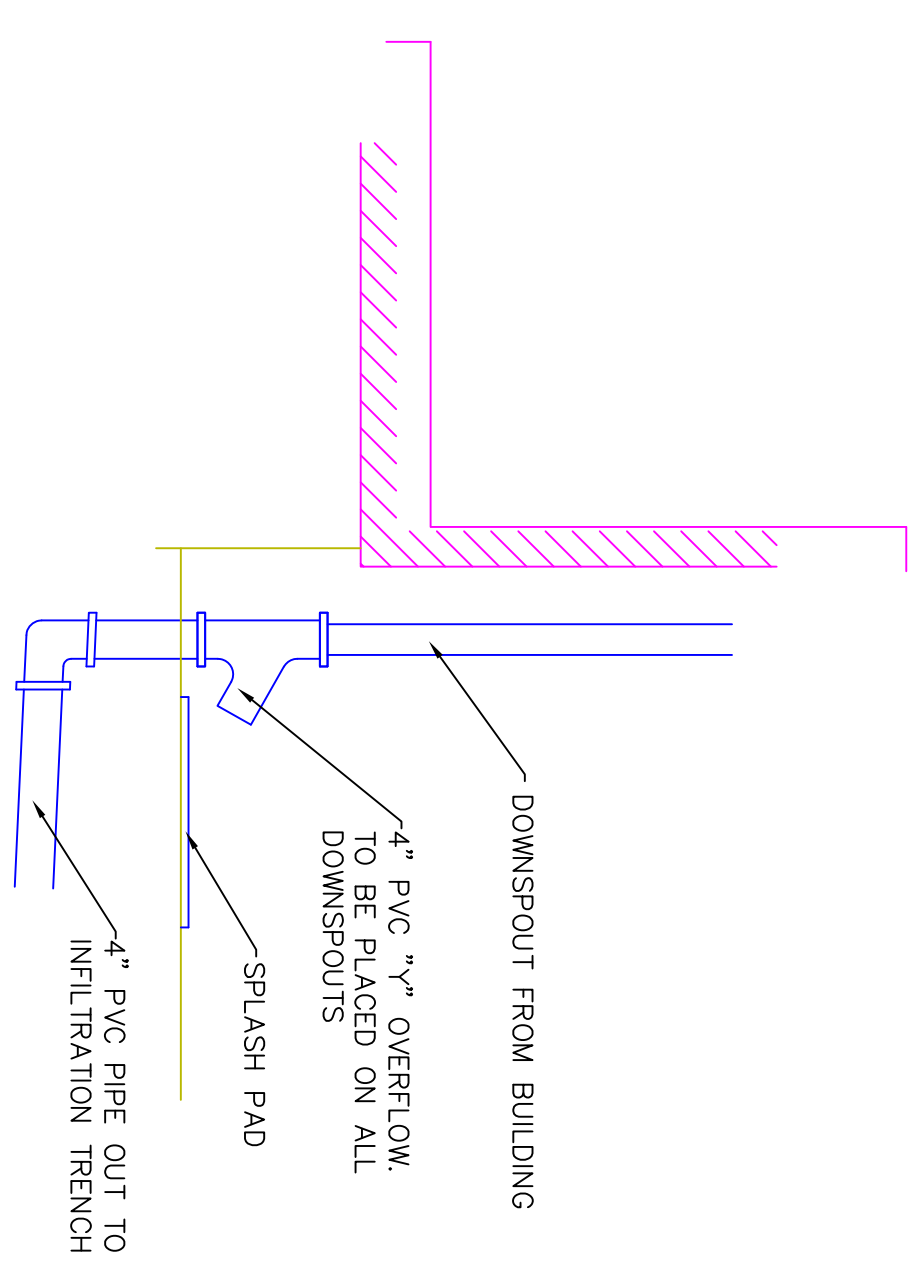 DOWNSPOUT FROM BUILDING
4" PVC "Y" OVERFLOW.
TO BE PLACED ON ALL
DOWNSPOUTS
SPLASH PAD
4" PVC PIPE OUT TO
INFILTRATION TRENCH